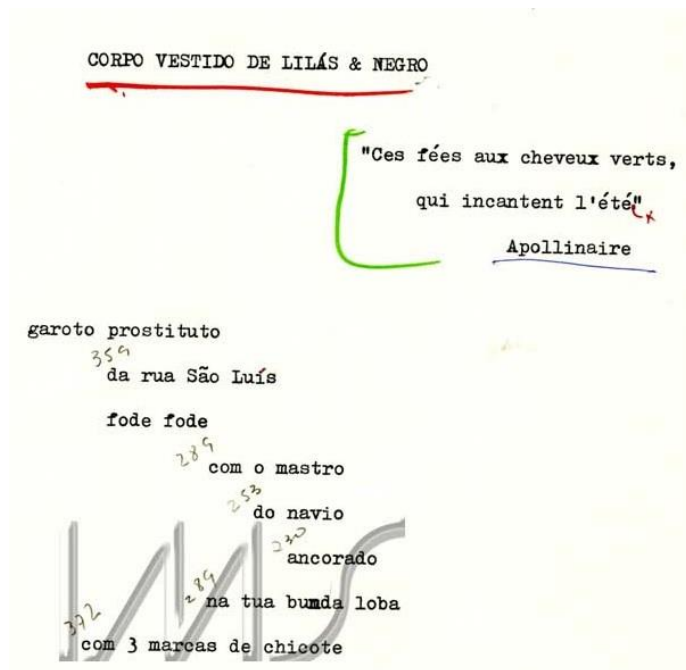 CORPO VESTIDO DE LILÁS & NEGRO
"Ces fées aux cheveux verts,
qui incantent l'été"
Apollinaire
garoto prostituto
359
da rua São Luís
fode fode
289
com o mastro
253
do navio
230
ancorado
289
na tua bunda loba
372
com 3 marcas de chicote
IMS